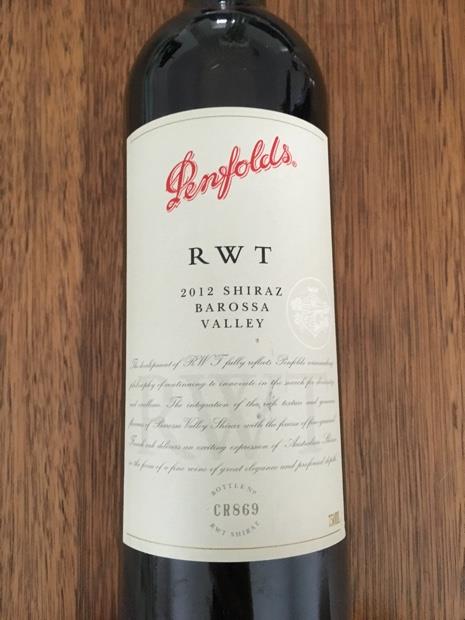 Penfolds
RWT
2012 SHIRAZ
BAROSSA
VALLEY
The development of RWT fully reflects Penfolds winemaking
philosophy of continuing to innovate in the search for
and excellence. The integration of the rich texture and generous
flavours of Barossa Valley Shiraz with the finesse of fine-grained
French oak delivers an exciting expression of Australian Shiraz
in the form of a fine wine of great elegance and profound depth.
BOTTLE Nº
CR869
RWT SHIRAZ
750ML